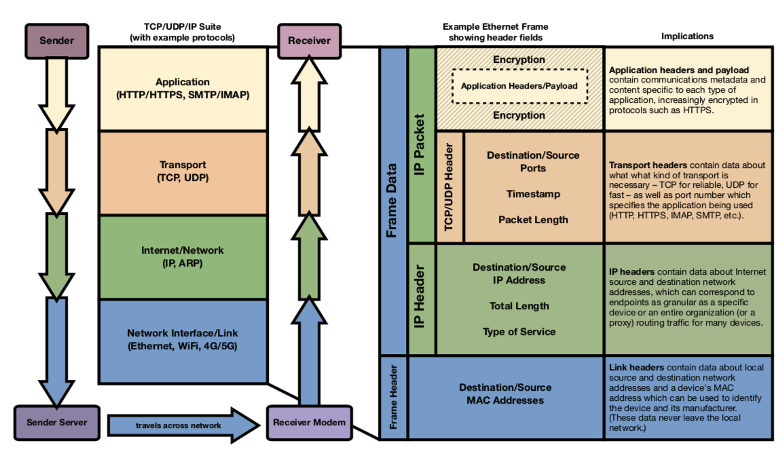 TCP/UDP/IP Suite
(with example protocols)
Example Ethernet Frame
showing header fields
Implications
Sender
Receiver
Application
(HTTP/HTTPS, SMTP/IMAP)
Transport
(TCP, UDP)
Internet/Network
(IP, ARP)
Network Interface/Link
(Ethernet, WiFi, 4G/5G)
Sender Server
travels across network
Receiver Modem
Frame Data
Frame Header
IP Packet
IP Header
TCP/UDP Header
Encryption
Application Headers/Payload
Encryption
Destination/Source
Ports
Timestamp
Packet Length
Destination/Source
IP Address
Total Length
Type of Service
Destination/Source
MAC Addresses
Application headers and payload
contain communications metadata and
content specific to each type of
application, increasingly encrypted in
protocols such as HTTPS.
Transport headers contain data about
what what kind of transport is
necessary – TCP for reliable, UDP for
fast – as well as port number which
specifies the application being used
(HTTP, HTTPS, IMAP, SMTP, etc.).
IP headers contain data about Internet
source and destination network
addresses, which can correspond to
endpoints as granular as a specific
device or an entire organization (or a
proxy) routing traffic for many devices.
Link headers contain data about local
source and destination network
addresses and a device's MAC
address which can be used to identify
the device and its manufacturer.
(These data never leave the local
network.)